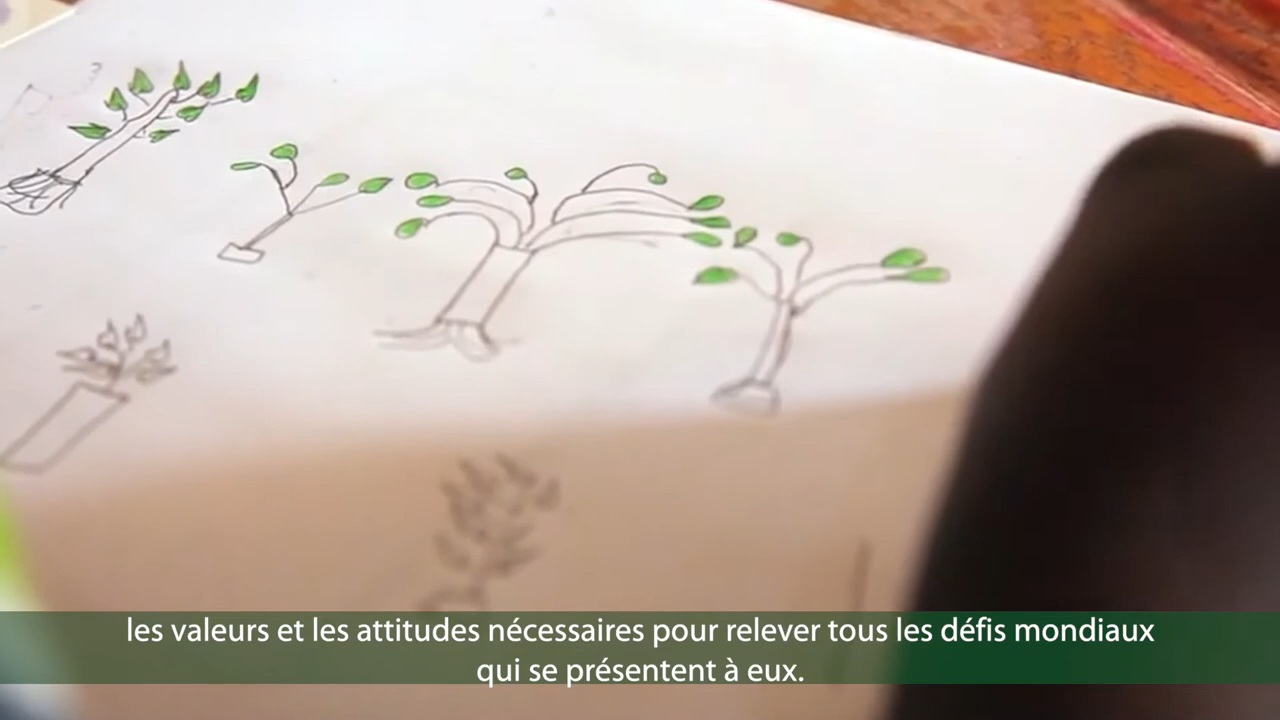 les valeurs et les attitudes nécessaires pour relever tous les défis mondiaux
qui se présentent à eux.